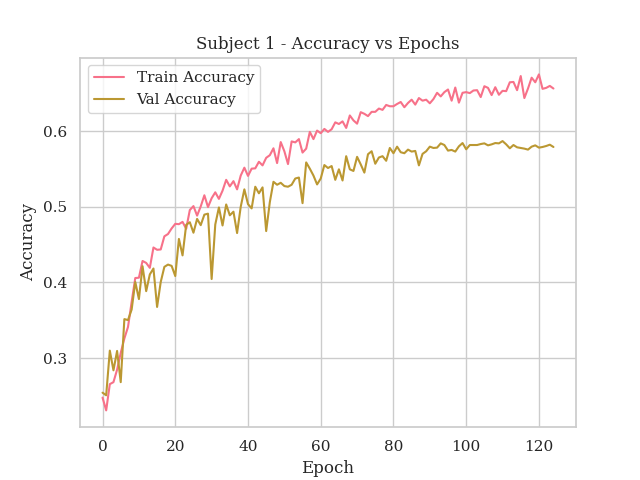 Subject 1 - Accuracy vs Epochs
Train Accuracy
Val Accuracy
Accuracy
0.6
0.5
0.4
0.3
0 20 40 60 80 100 120
Epoch